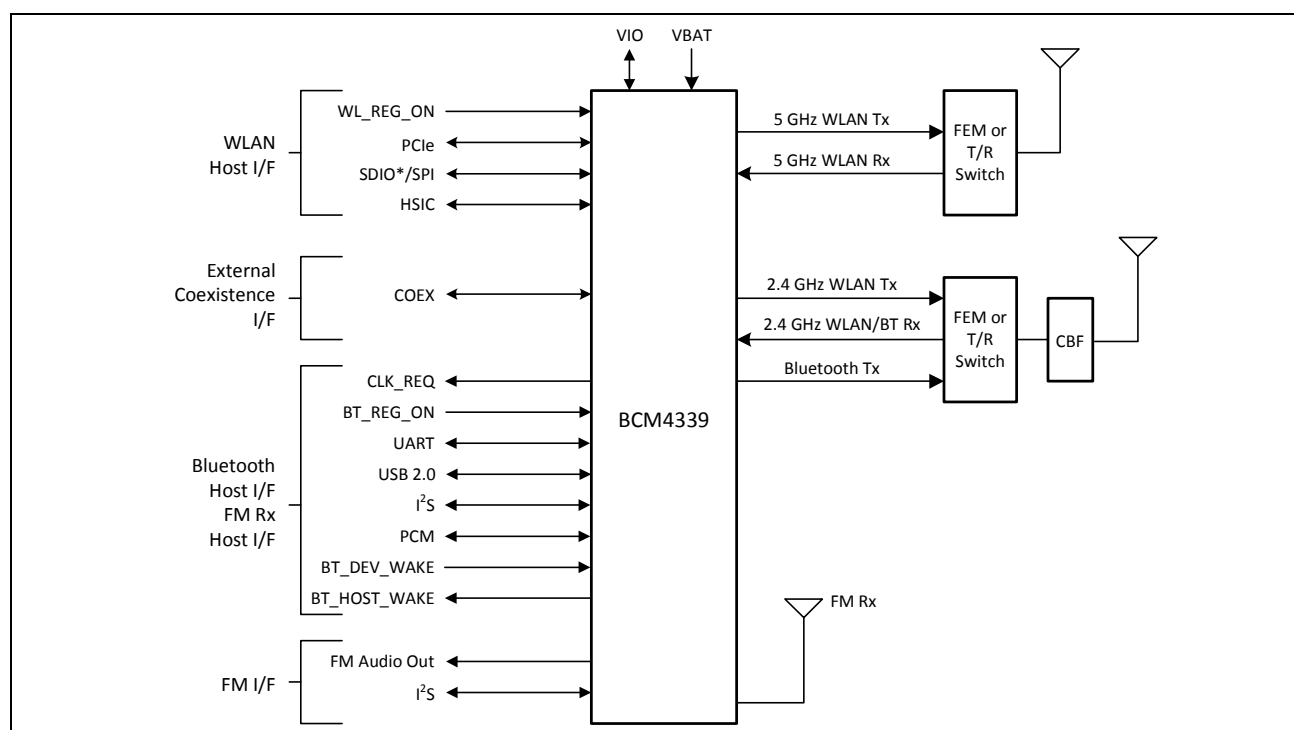 VIO
VBAT
WLAN
Host I/F
WL_REG_ON
PCIe
SDIO*/SPI
HSIC
External
Coexistence
I/F
COEX
Bluetooth
Host I/F
FM Rx
Host I/F
CLK_REQ
BT_REG_ON
UART
USB 2.0
I²S
PCM
BT_DEV_WAKE
BT_HOST_WAKE
FM I/F
FM Audio Out
I²S
BCM4339
5 GHz WLAN Tx
5 GHz WLAN Rx
FEM or
T/R
Switch
2.4 GHz WLAN Tx
2.4 GHz WLAN/BT Rx
Bluetooth Tx
FEM or
T/R
Switch
CBF
FM Rx